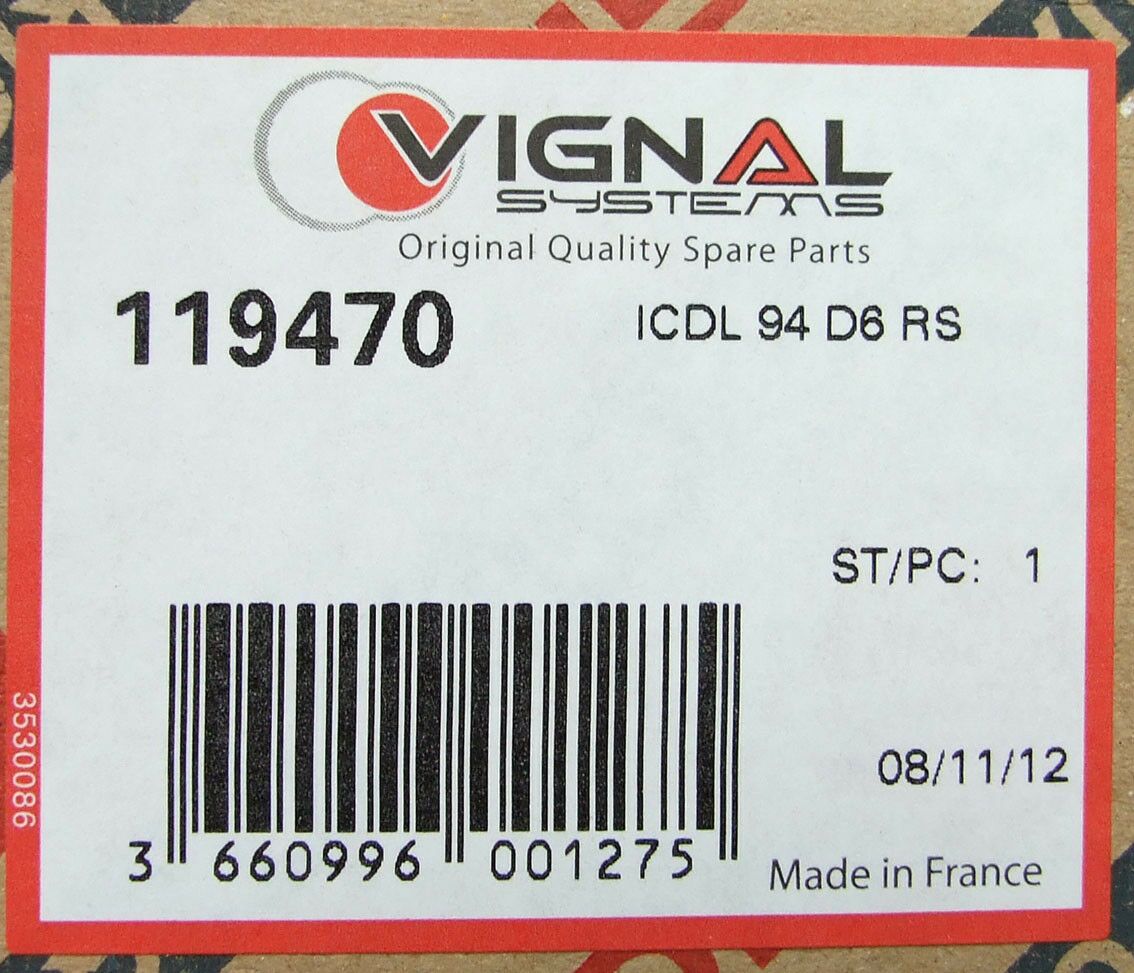 VIGNAL
SYSTEMS
Original Quality Spare Parts
119470
ICDL 94 D6 RS
ST/PC: 1
08/11/12
3 660996 001275
Made in France
3530086